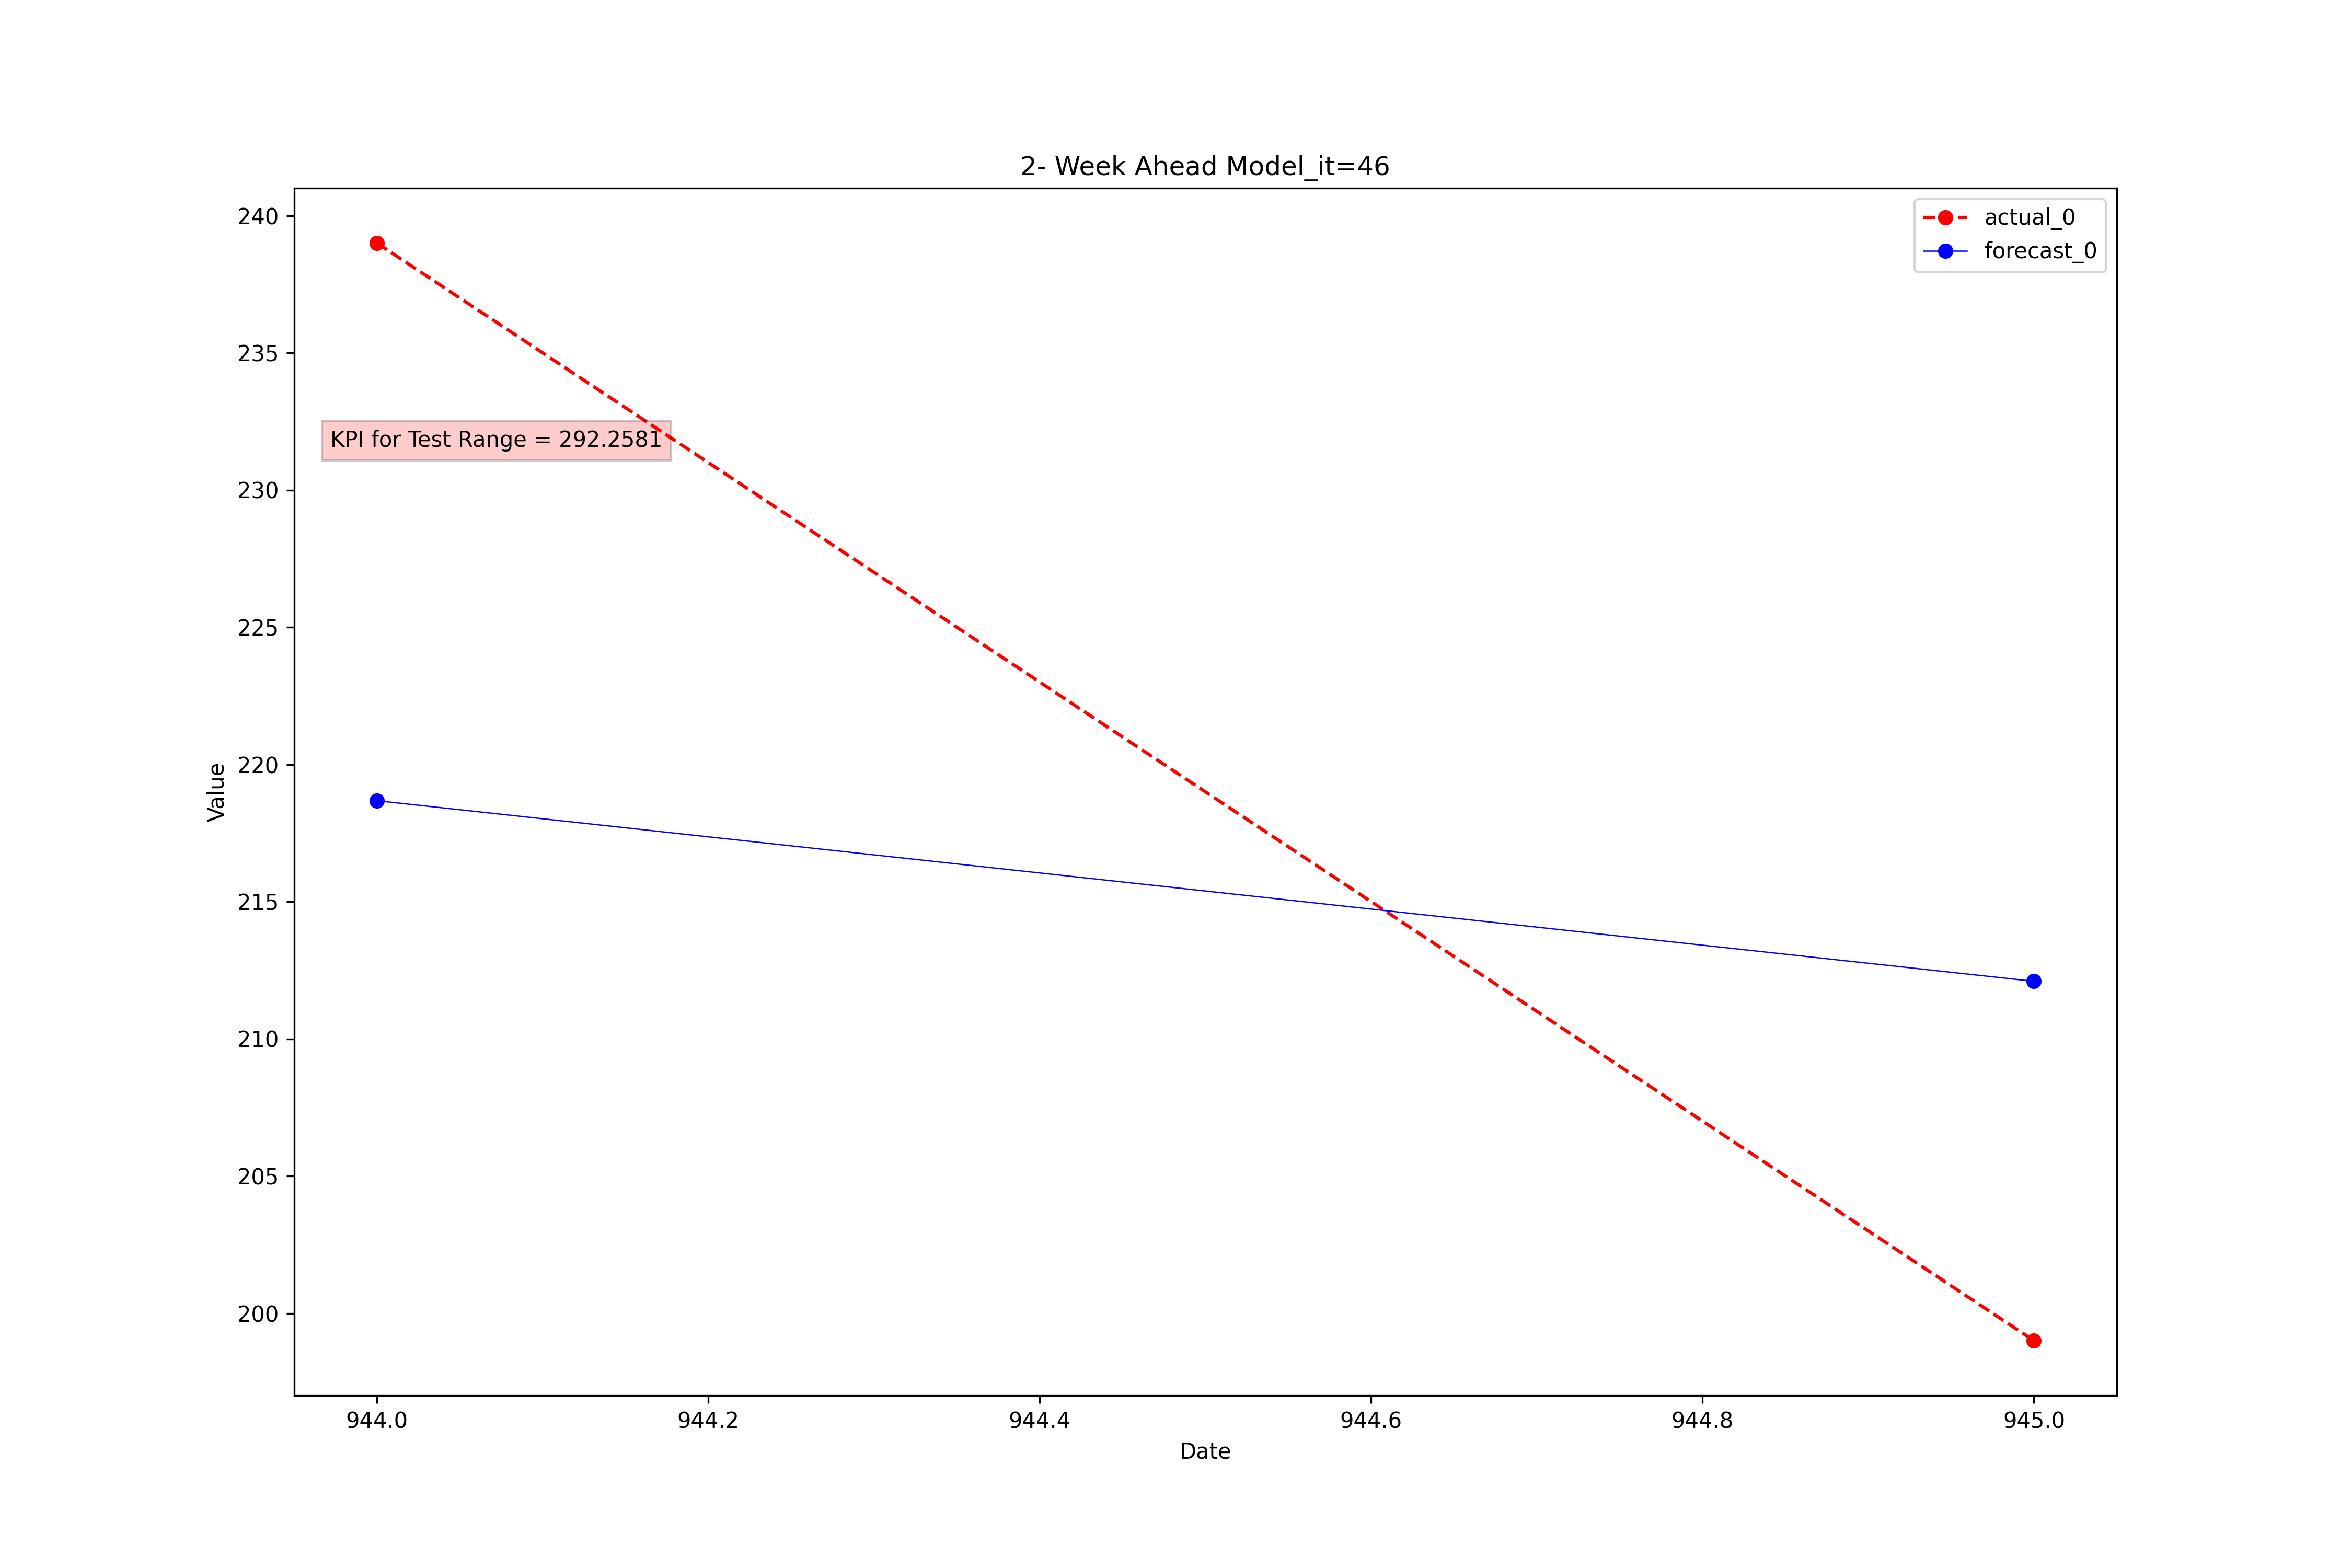 2- Week Ahead Model_it=46
actual_0
forecast_0
KPI for Test Range = 292.2581
Value
240
235
230
225
220
215
210
205
200
944.0 944.2 944.4 944.6 944.8 945.0
Date